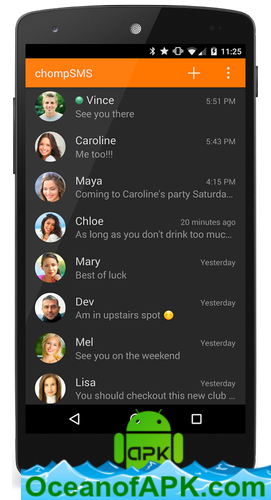 11:25
chompSMS
Vince 5:51 PM
See you there
Caroline 5:43 PM
Me too!!!
Maya 4:15 PM
Coming to Caroline's party Saturda...
Chloe 20 minutes ago
As long as you don't drink too muc...
Mary Yesterday
Best of luck
Dev Yesterday
Am in upstairs spot
Mel Yesterday
See you on the weekend
Lisa Yesterday
You should checkout this new club ...
APK
OceanofAPK.com